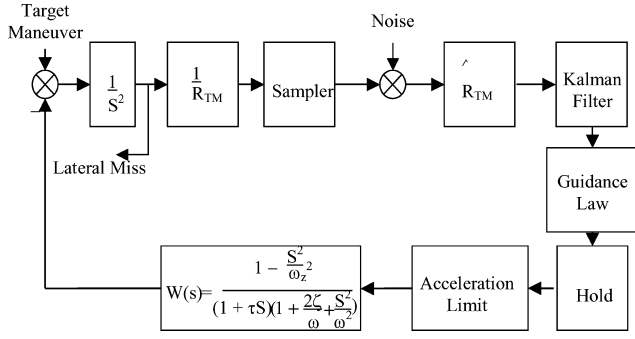 Target
Maneuver
Noise
1
S²
1
R_TM
Sampler
^
R_TM
Kalman
Filter
Lateral Miss
Guidance
Law
Hold
Acceleration
Limit
W(s)= (1 - S²/ω_z²) / ((1 + τS)(1 + 2ζ/ω + S²/ω²))